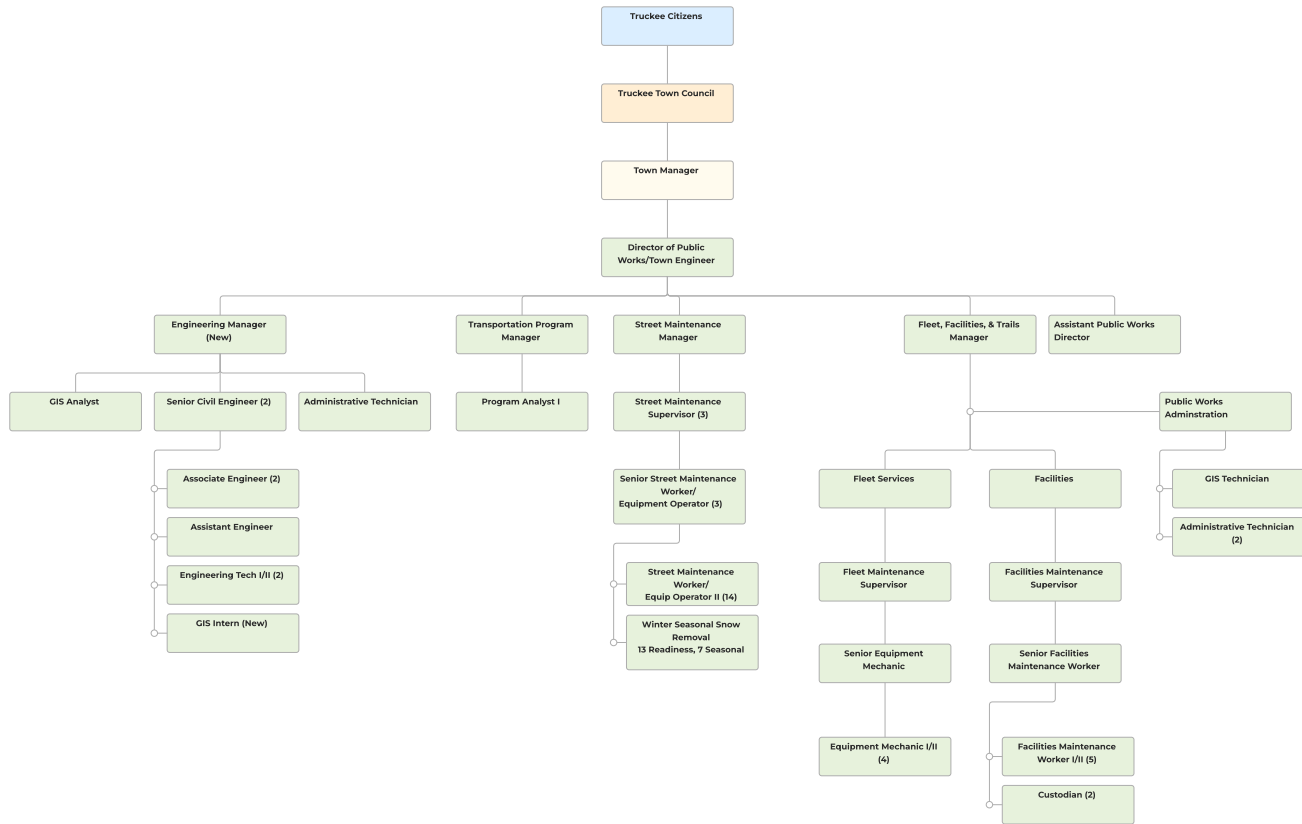 Truckee Citizens
Truckee Town Council
Town Manager
Director of Public
Works/Town Engineer
Engineering Manager
(New)
Transportation Program
Manager
Street Maintenance
Manager
Fleet, Facilities, & Trails
Manager
Assistant Public Works
Director
GIS Analyst
Senior Civil Engineer (2)
Administrative Technician
Program Analyst I
Street Maintenance
Supervisor (3)
Public Works
Adminstration
Associate Engineer (2)
Assistant Engineer
Engineering Tech I/II (2)
GIS Intern (New)
Senior Street Maintenance
Worker/
Equipment Operator (3)
Street Maintenance
Worker/
Equip Operator II (14)
Winter Seasonal Snow
Removal
13 Readiness, 7 Seasonal
Fleet Services
Facilities
GIS Technician
Administrative Technician
(2)
Fleet Maintenance
Supervisor
Facilities Maintenance
Supervisor
Senior Equipment
Mechanic
Senior Facilities
Maintenance Worker
Equipment Mechanic I/II
(4)
Facilities Maintenance
Worker I/II (5)
Custodian (2)